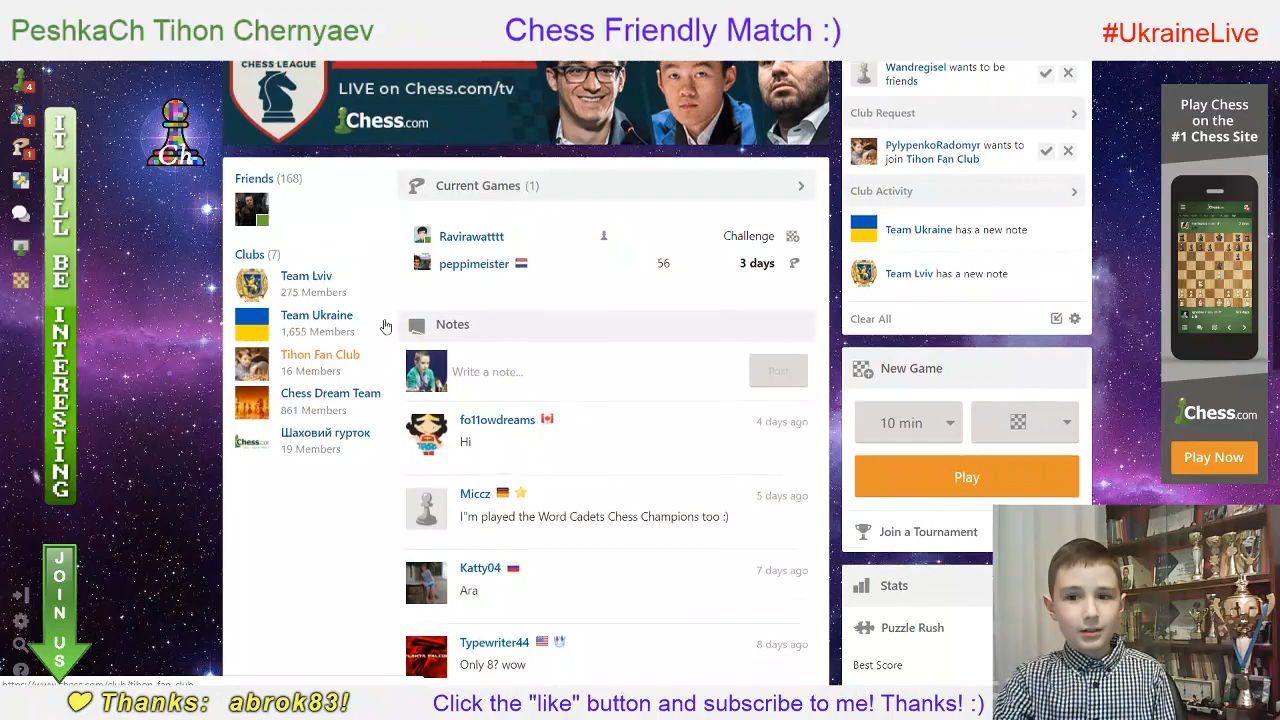 PeshkaCh Tihon Chernyaev
Chess Friendly Match :)
#UkraineLive
4
1
1
IT WILL BE INTERESTING
JOIN US
Ch
CHESS LEAGUE
LIVE on Chess.com/tv
Chess.com
Friends (168)
Clubs (7)
Team Lviv
275 Members
Team Ukraine
1,655 Members
Tihon Fan Club
16 Members
Chess Dream Team
861 Members
Шаховий гурток
19 Members
Current Games (1)
Ravirawatttt
Challenge
peppimeister
56
3 days
Notes
Write a note...
Post
fo11owdreams
4 days ago
Hi
Miccz
5 days ago
I"m played the Word Cadets Chess Champions too :)
Katty04
7 days ago
Ara
Typewriter44
8 days ago
Only 8? wow
Wandregisel wants to be
friends
Club Request
PylypenkoRadomyr wants to
join Tihon Fan Club
Club Activity
Team Ukraine has a new note
Team Lviv has a new note
Clear All
New Game
10 min
Play
Join a Tournament
Stats
Puzzle Rush
Best Score
Play Chess
on the
#1 Chess Site
Chess.com
Play Now
Thanks: abrok83!
Click the "like" button and subscribe to me! Thanks! :)